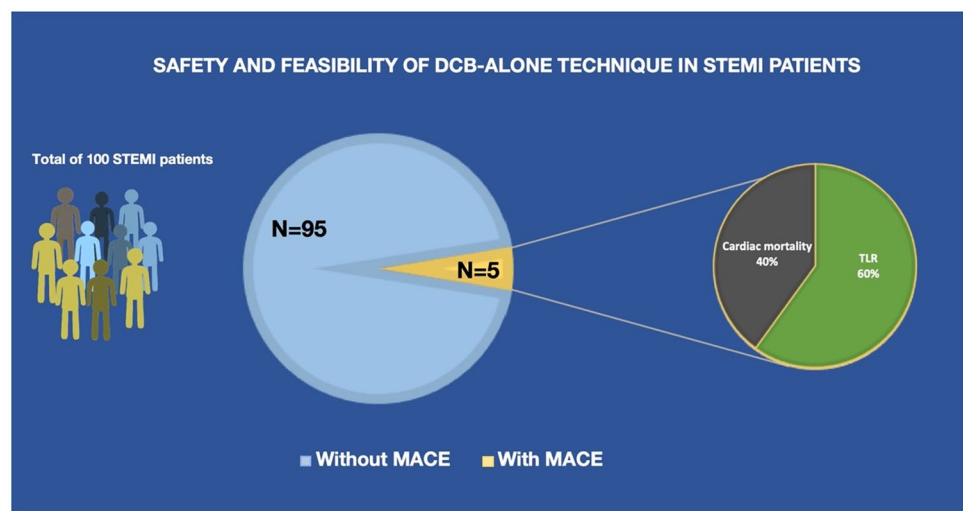 SAFETY AND FEASIBILITY OF DCB-ALONE TECHNIQUE IN STEMI PATIENTS
Total of 100 STEMI patients
N=95
N=5
Cardiac mortality
40%
TLR
60%
Without MACE
With MACE